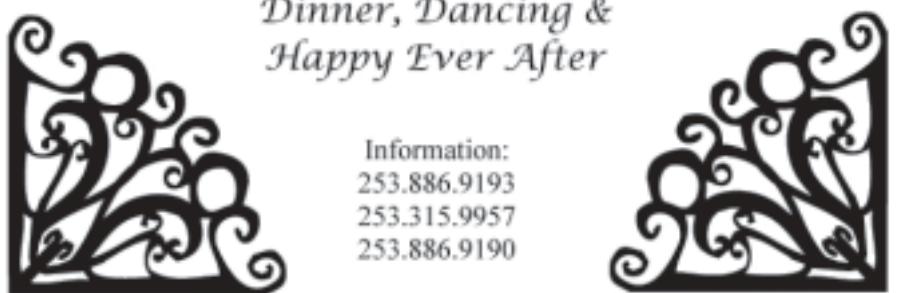 Dinner, Dancing &
Happy Ever After
Information:
253.886.9193
253.315.9957
253.886.9190